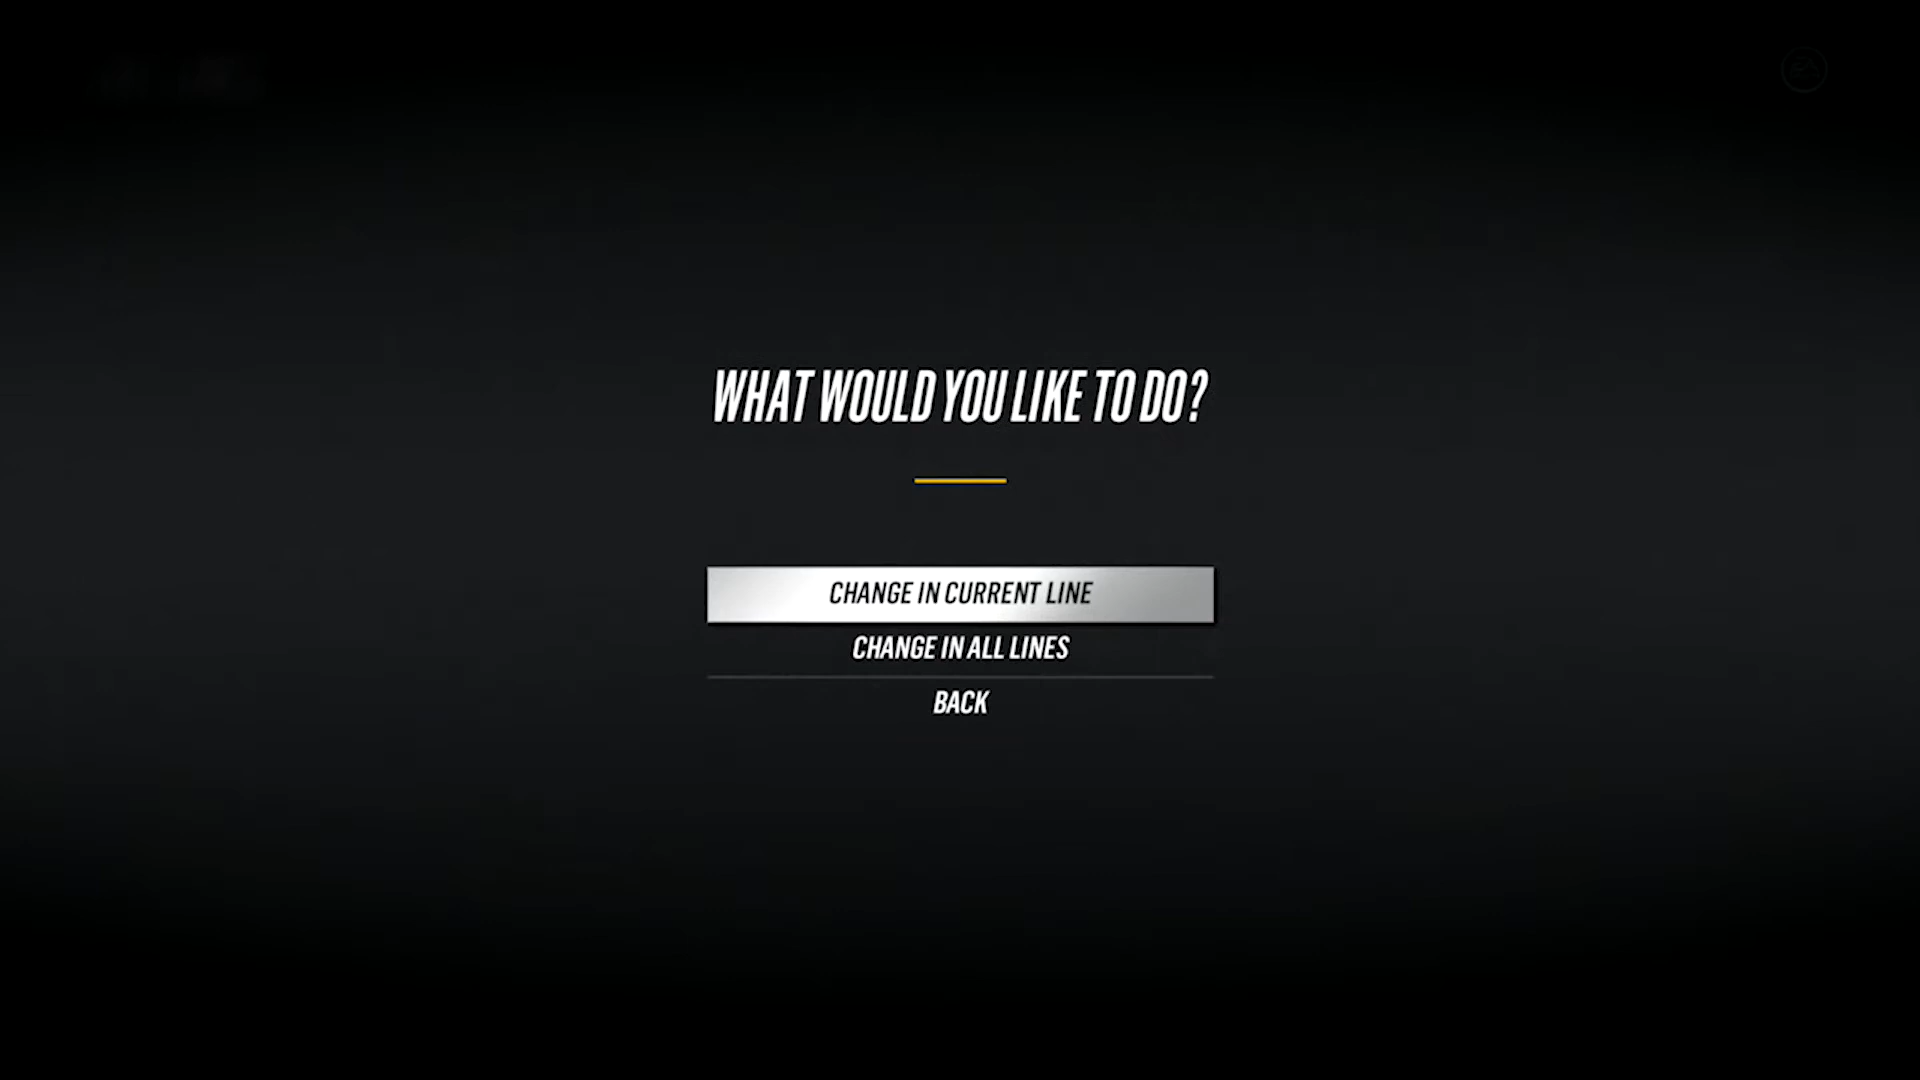 WHAT WOULD YOU LIKE TO DO?
CHANGE IN CURRENT LINE
CHANGE IN ALL LINES
BACK